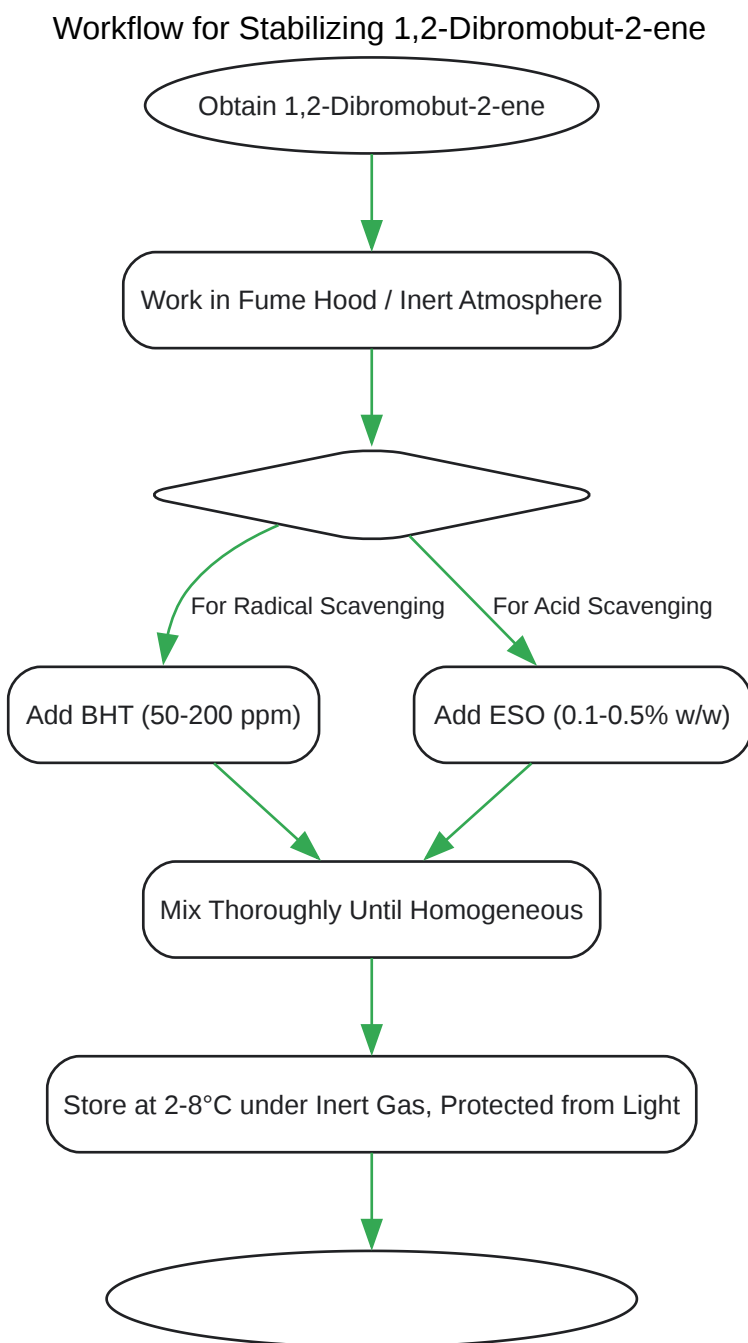 Workflow for Stabilizing 1,2-Dibromobut-2-ene
Obtain 1,2-Dibromobut-2-ene
Work in Fume Hood / Inert Atmosphere
For Radical Scavenging
For Acid Scavenging
Add BHT (50-200 ppm)
Add ESO (0.1-0.5% w/w)
Mix Thoroughly Until Homogeneous
Store at 2-8°C under Inert Gas, Protected from Light